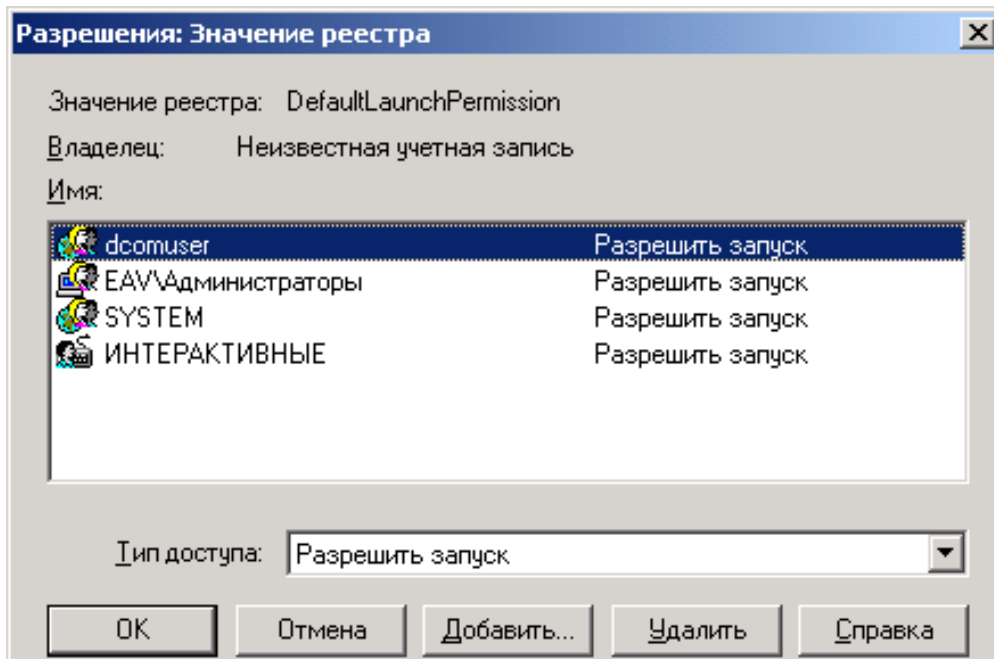 Разрешения: Значение реестра
Значение реестра: DefaultLaunchPermission
Владелец: Неизвестная учетная запись
Имя:
dcomuser Разрешить запуск
EAV\Администраторы Разрешить запуск
SYSTEM Разрешить запуск
ИНТЕРАКТИВНЫЕ Разрешить запуск
Тип доступа: Разрешить запуск
OK Отмена Добавить... Удалить Справка